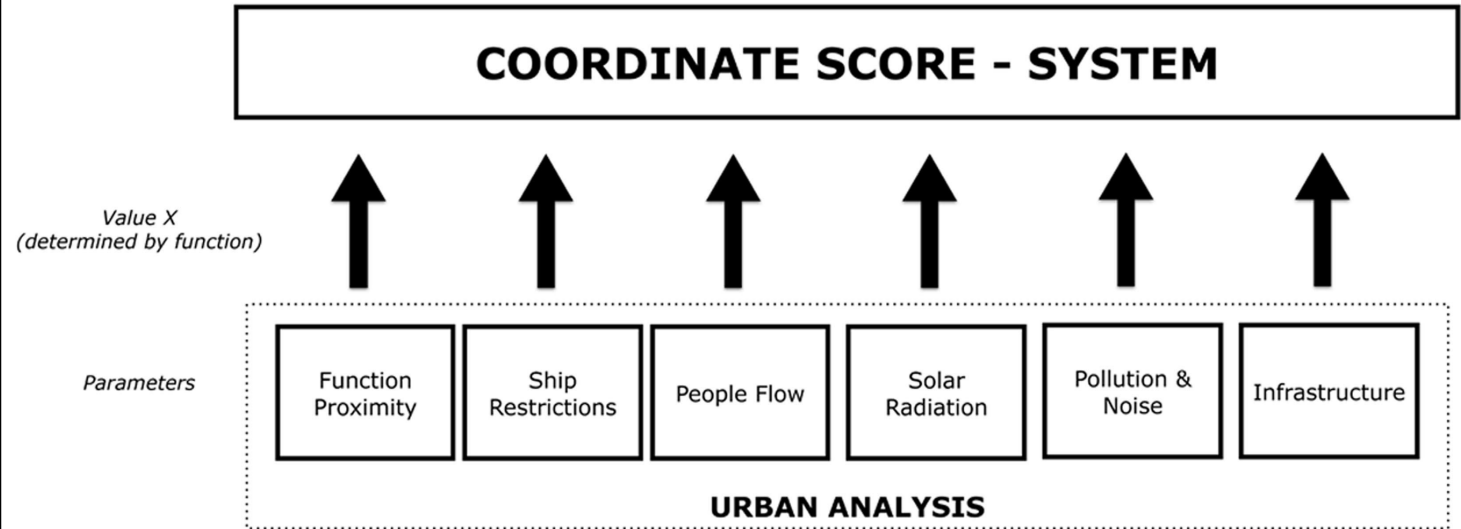 COORDINATE SCORE - SYSTEM
Value X
(determined by function)
Parameters
Function
Proximity
Ship
Restrictions
People Flow
Solar
Radiation
Pollution &
Noise
Infrastructure
URBAN ANALYSIS